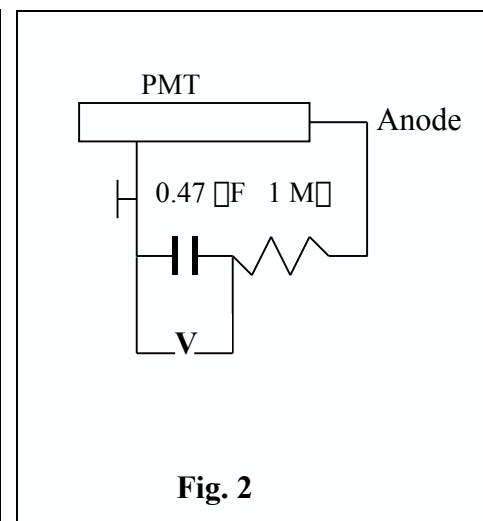 PMT
Anode
0.47 □F 1 M□
V
Fig. 2